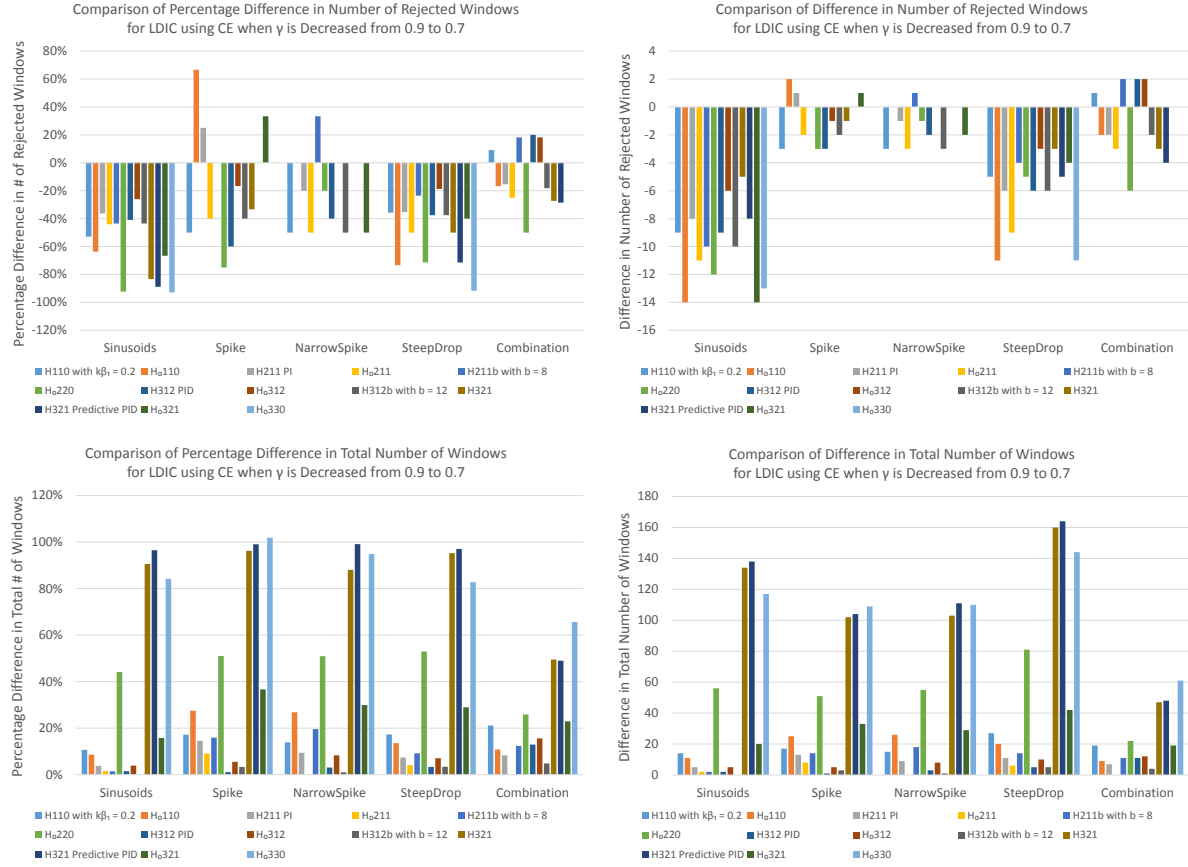 Comparison of Percentage Difference in Number of Rejected Windows
for LDIC using CE when γ is Decreased from 0.9 to 0.7
Percentage Difference in # of Rejected Windows
80%
60%
40%
20%
0%
-20%
-40%
-60%
-80%
-100%
-120%
Sinusoids Spike NarrowSpike SteepDrop Combination
H110 with kβ₁ = 0.2 H₀110 H211 PI H₀211 H211b with b = 8
H₀220 H312 PID H₀312 H312b with b = 12 H321
H321 Predictive PID H₀321 H₀330
Comparison of Difference in Number of Rejected Windows
for LDIC using CE when γ is Decreased from 0.9 to 0.7
Difference in Number of Rejected Windows
4
2
0
-2
-4
-6
-8
-10
-12
-14
-16
Sinusoids Spike NarrowSpike SteepDrop Combination
H110 with kβ₁ = 0.2 H₀110 H211 PI H₀211 H211b with b = 8
H₀220 H312 PID H₀312 H312b with b = 12 H321
H321 Predictive PID H₀321 H₀330
Comparison of Percentage Difference in Total Number of Windows
for LDIC using CE when γ is Decreased from 0.9 to 0.7
Percentage Difference in Total # of Windows
120%
100%
80%
60%
40%
20%
0%
Sinusoids Spike NarrowSpike SteepDrop Combination
H110 with kβ₁ = 0.2 H₀110 H211 PI H₀211 H211b with b = 8
H₀220 H312 PID H₀312 H312b with b = 12 H321
H321 Predictive PID H₀321 H₀330
Comparison of Difference in Total Number of Windows
for LDIC using CE when γ is Decreased from 0.9 to 0.7
Difference in Total Number of Windows
180
160
140
120
100
80
60
40
20
0
Sinusoids Spike NarrowSpike SteepDrop Combination
H110 with kβ₁ = 0.2 H₀110 H211 PI H₀211 H211b with b = 8
H₀220 H312 PID H₀312 H312b with b = 12 H321
H321 Predictive PID H₀321 H₀330